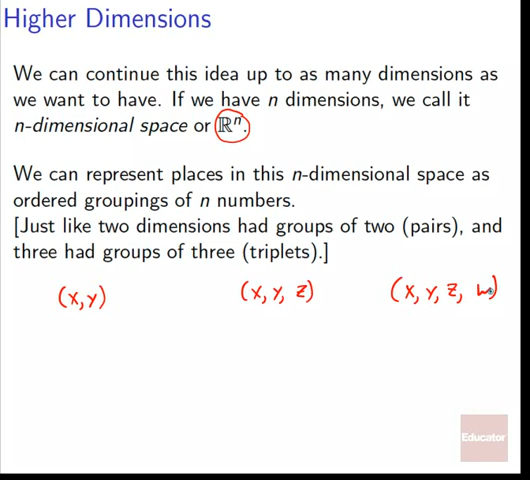 Higher Dimensions
We can continue this idea up to as many dimensions as
we want to have. If we have n dimensions, we call it
n-dimensional space or ℝⁿ.
We can represent places in this n-dimensional space as
ordered groupings of n numbers.
[Just like two dimensions had groups of two (pairs), and
three had groups of three (triplets).]
(x, y) (x, y, z) (x, y, z, w)
Educator